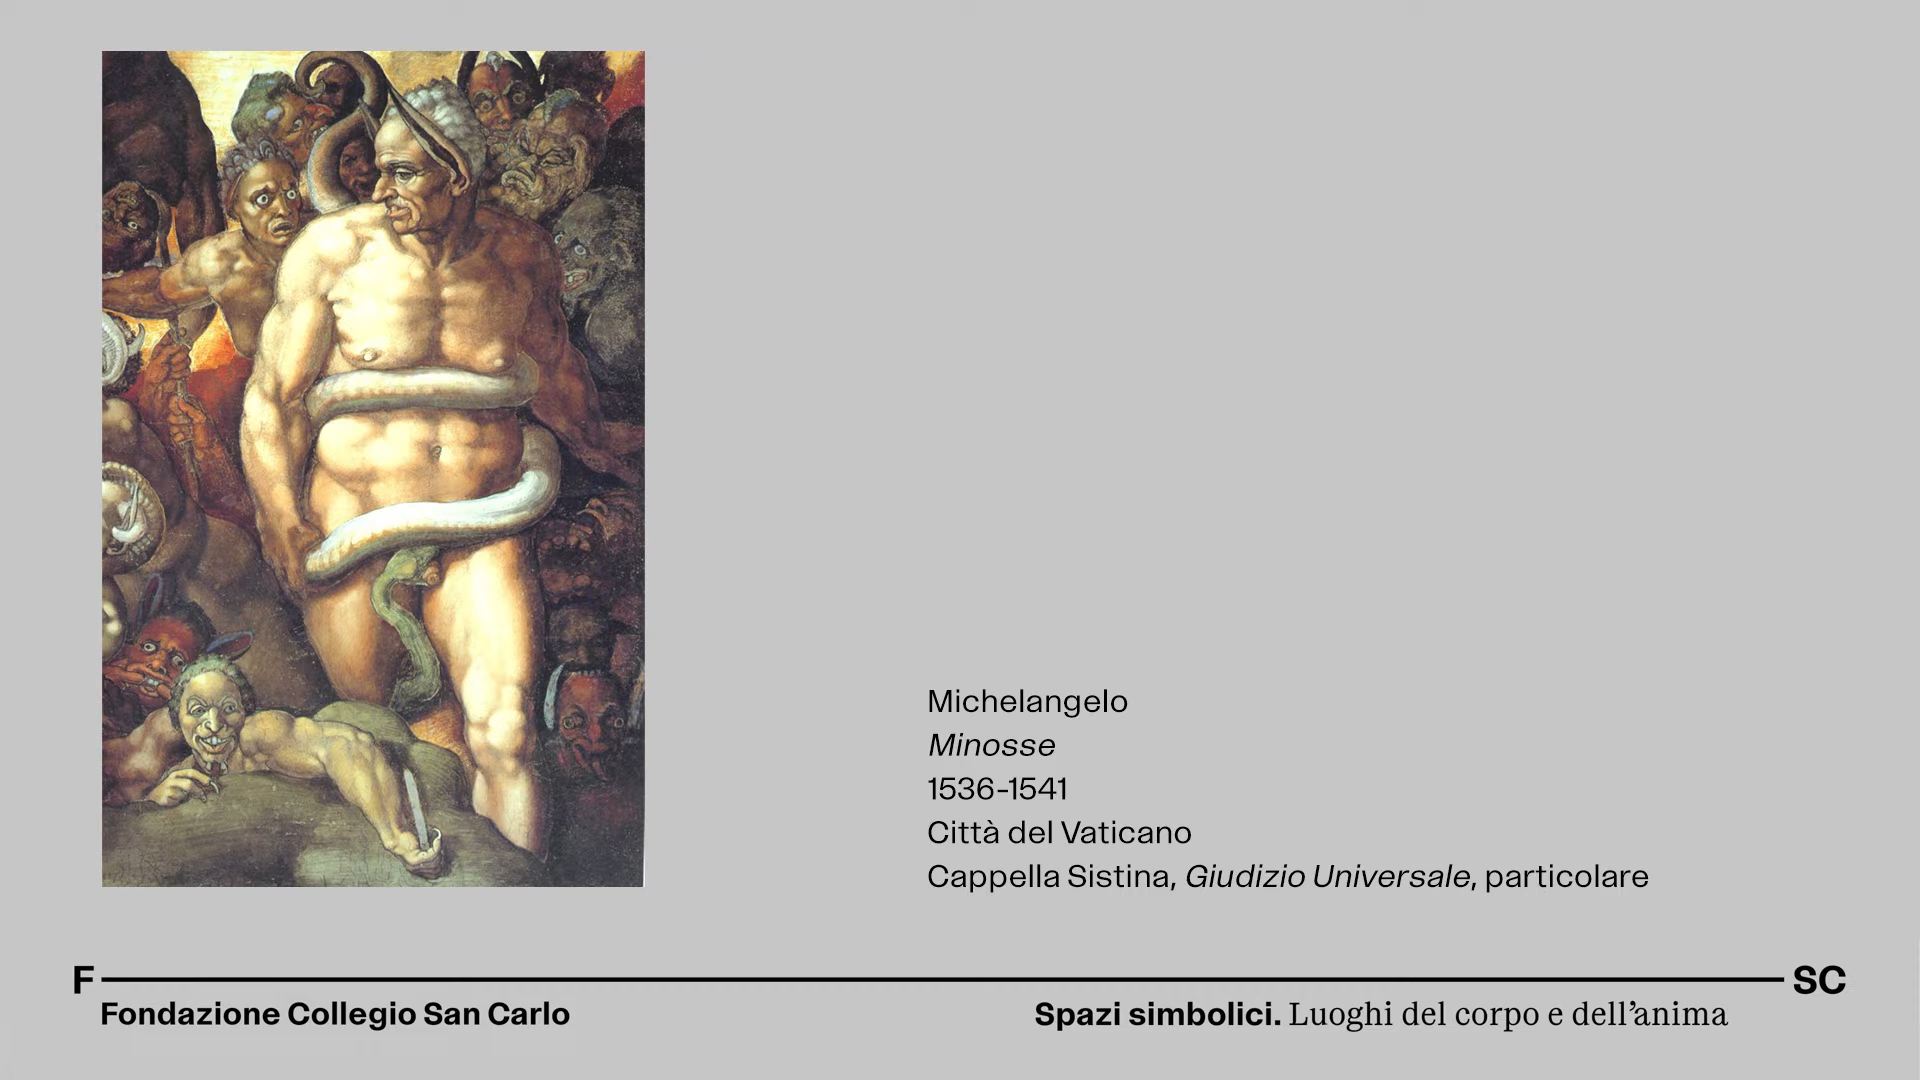 Michelangelo
Minosse
1536-1541
Città del Vaticano
Cappella Sistina, Giudizio Universale, particolare
F SC
Fondazione Collegio San Carlo
Spazi simbolici. Luoghi del corpo e dell’anima